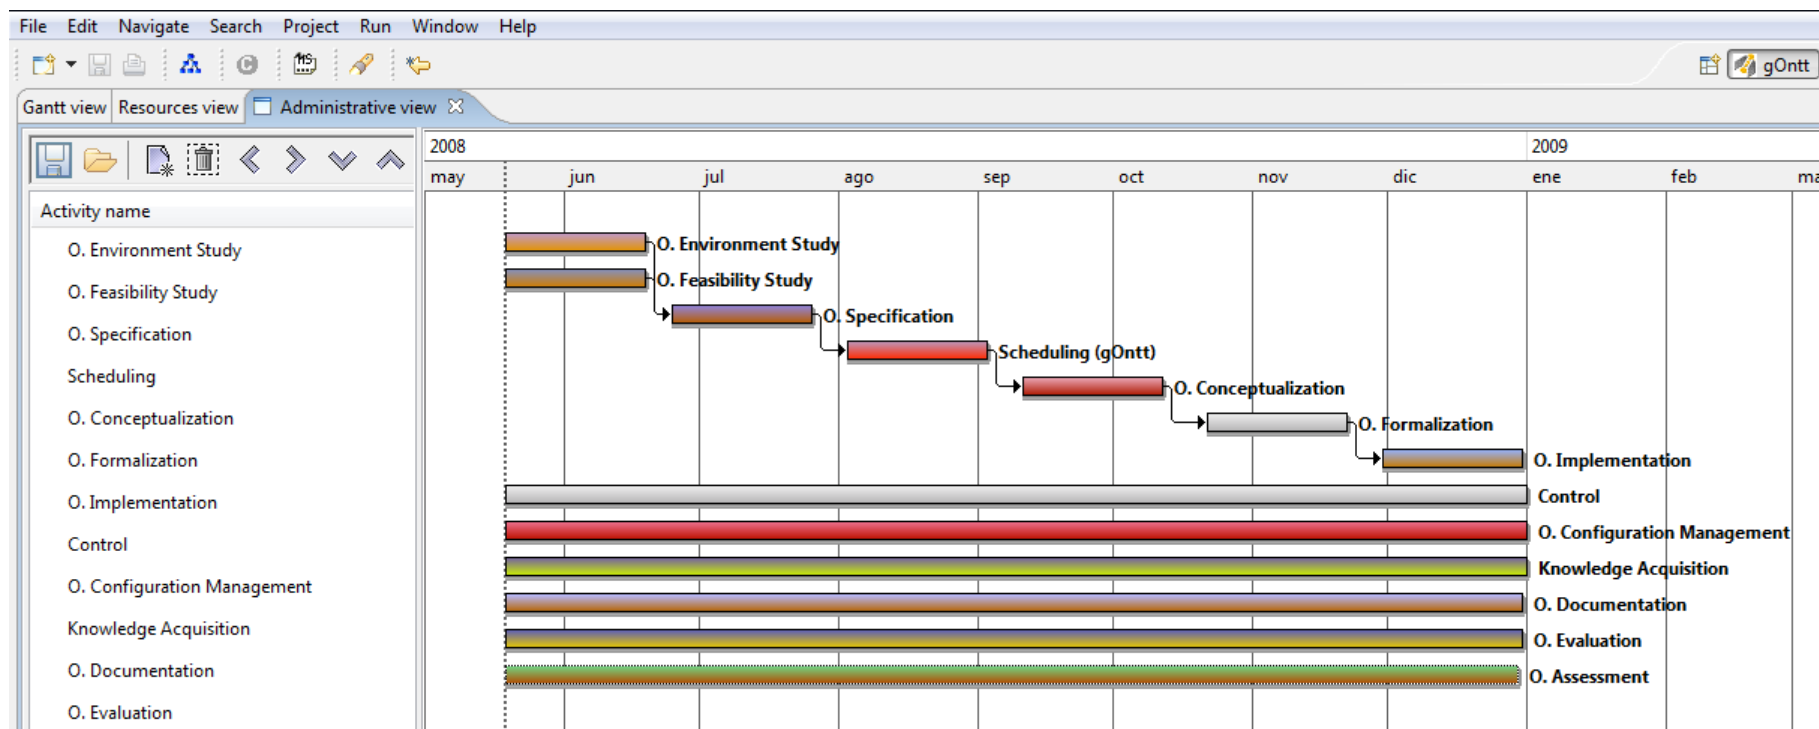 File Edit Navigate Search Project Run Window Help
gOntt
Gantt view Resources view Administrative view
2008 2009
may jun jul ago sep oct nov dic ene feb ma
Activity name
O. Environment Study
O. Feasibility Study
O. Specification
Scheduling
O. Conceptualization
O. Formalization
O. Implementation
Control
O. Configuration Management
Knowledge Acquisition
O. Documentation
O. Evaluation
O. Environment Study
O. Feasibility Study
O. Specification
Scheduling (gOntt)
O. Conceptualization
O. Formalization
O. Implementation
Control
O. Configuration Management
Knowledge Acquisition
O. Documentation
O. Evaluation
O. Assessment